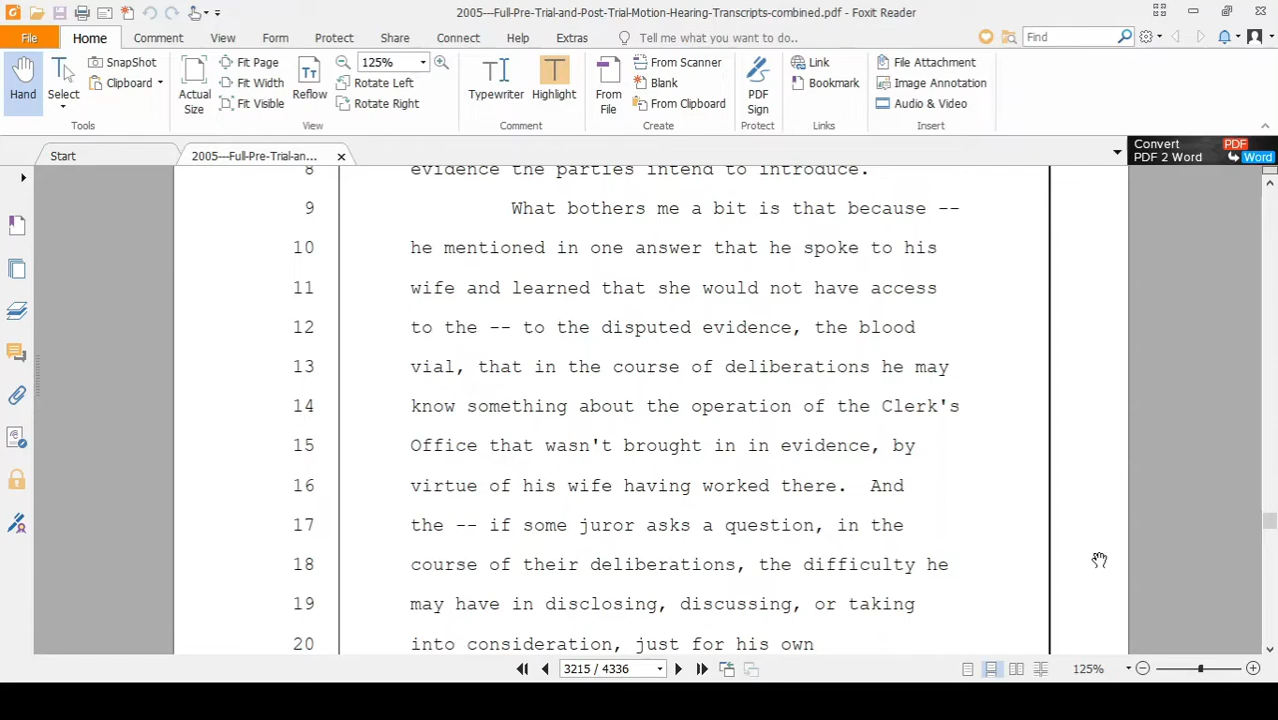 2005---Full-Pre-Trial-and-Post-Trial-Motion-Hearing-Transcripts-combined.pdf - Foxit Reader
File Home Comment View Form Protect Share Connect Help Extras Tell me what you want to do.. Find
Hand
Select
SnapShot
Clipboard
Tools
Actual
Size
Fit Page
Fit Width
Fit Visible
Reflow
125%
Rotate Left
Rotate Right
View
Typewriter
Highlight
Comment
From
File
From Scanner
Blank
From Clipboard
Create
PDF
Sign
Protect
Link
Bookmark
Links
File Attachment
Image Annotation
Audio & Video
Insert
Start
2005---Full-Pre-Trial-an...
Convert PDF
PDF 2 Word Word
8 evidence the parties intend to introduce.
9 What bothers me a bit is that because --
10 he mentioned in one answer that he spoke to his
11 wife and learned that she would not have access
12 to the -- to the disputed evidence, the blood
13 vial, that in the course of deliberations he may
14 know something about the operation of the Clerk's
15 Office that wasn't brought in in evidence, by
16 virtue of his wife having worked there. And
17 the -- if some juror asks a question, in the
18 course of their deliberations, the difficulty he
19 may have in disclosing, discussing, or taking
20 into consideration, just for his own
3215 / 4336
125%